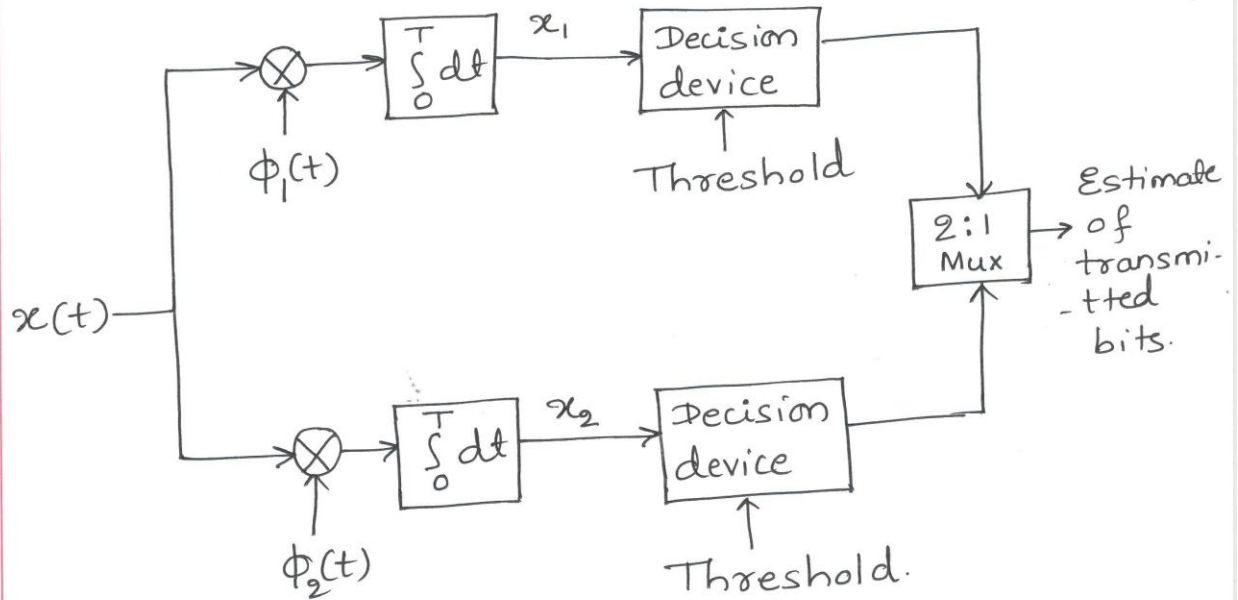 x(t)
ϕ₁(t)
T
∫ dt
0
x₁
Decision
device
Threshold
2:1
Mux
Estimate
of
transmi-
-tted
bits.
ϕ₂(t)
T
∫ dt
0
x₂
Decision
device
Threshold.